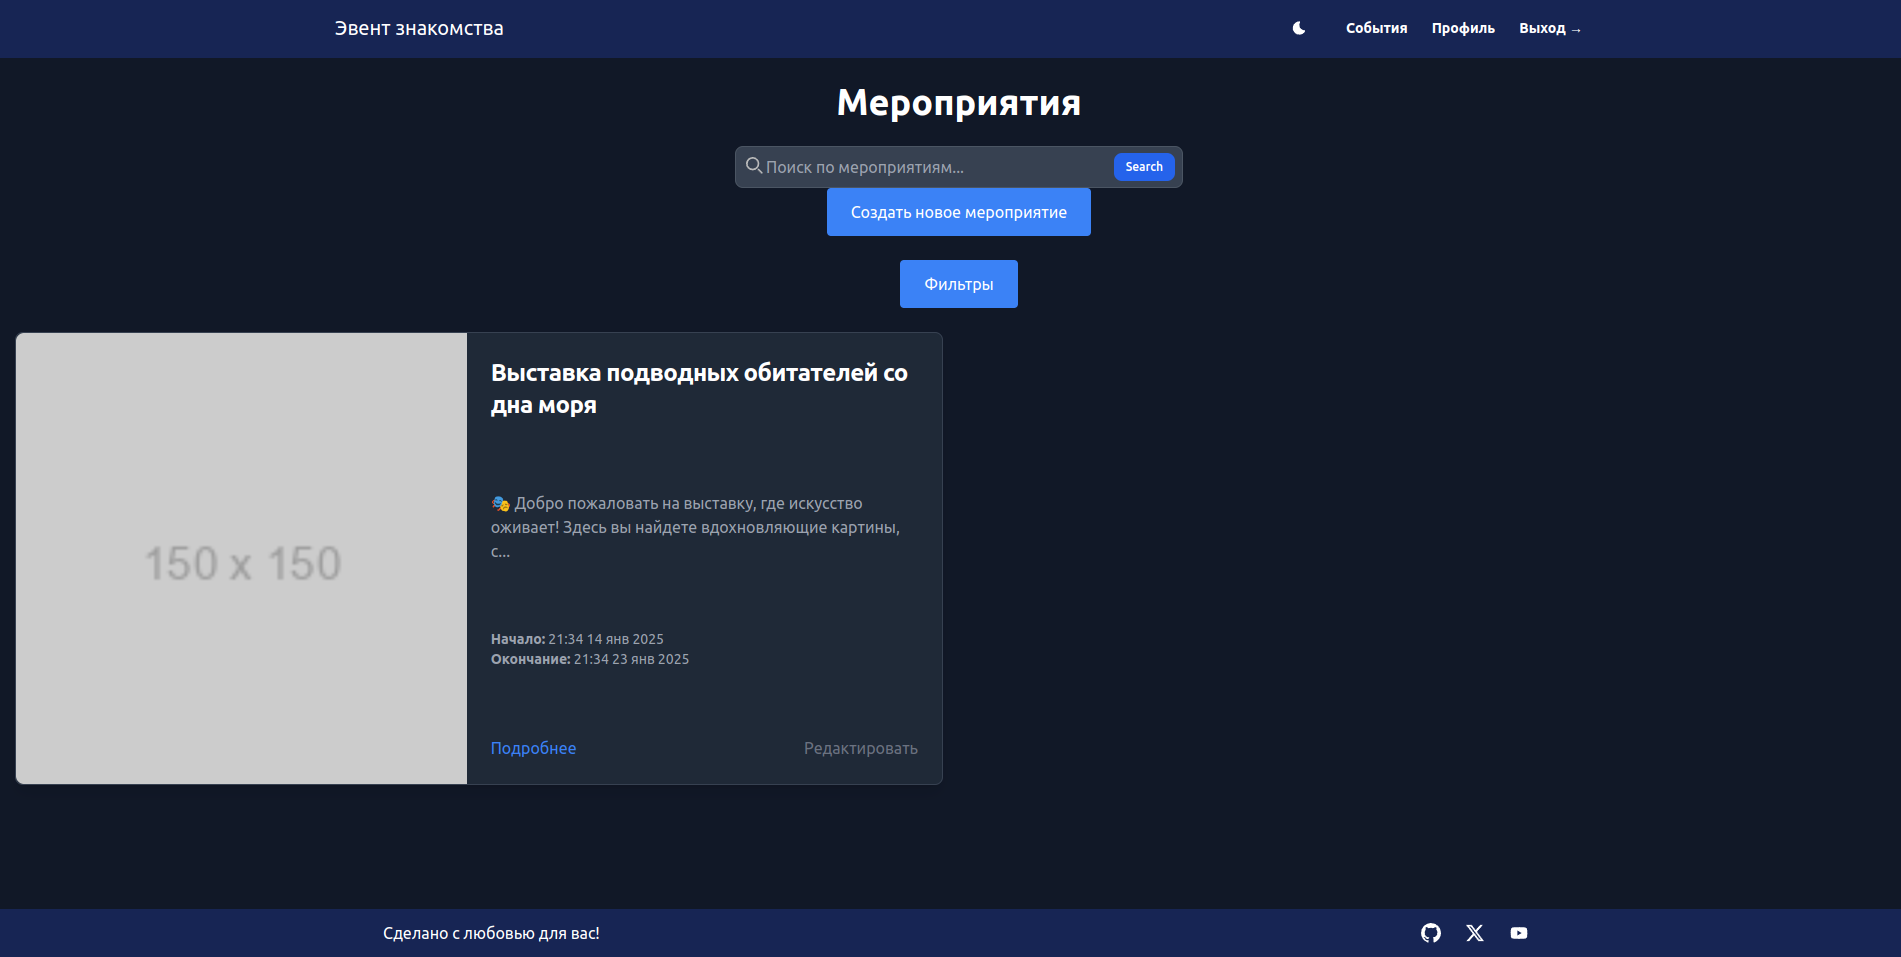 Эвент знакомства
События Профиль Выход →
Мероприятия
Поиск по мероприятиям... Search
Создать новое мероприятие
Фильтры
150 x 150
Выставка подводных обитателей со
дна моря
🎭 Добро пожаловать на выставку, где искусство
оживает! Здесь вы найдете вдохновляющие картины,
с...
Начало: 21:34 14 янв 2025
Окончание: 21:34 23 янв 2025
Подробнее Редактировать
Сделано с любовью для вас!